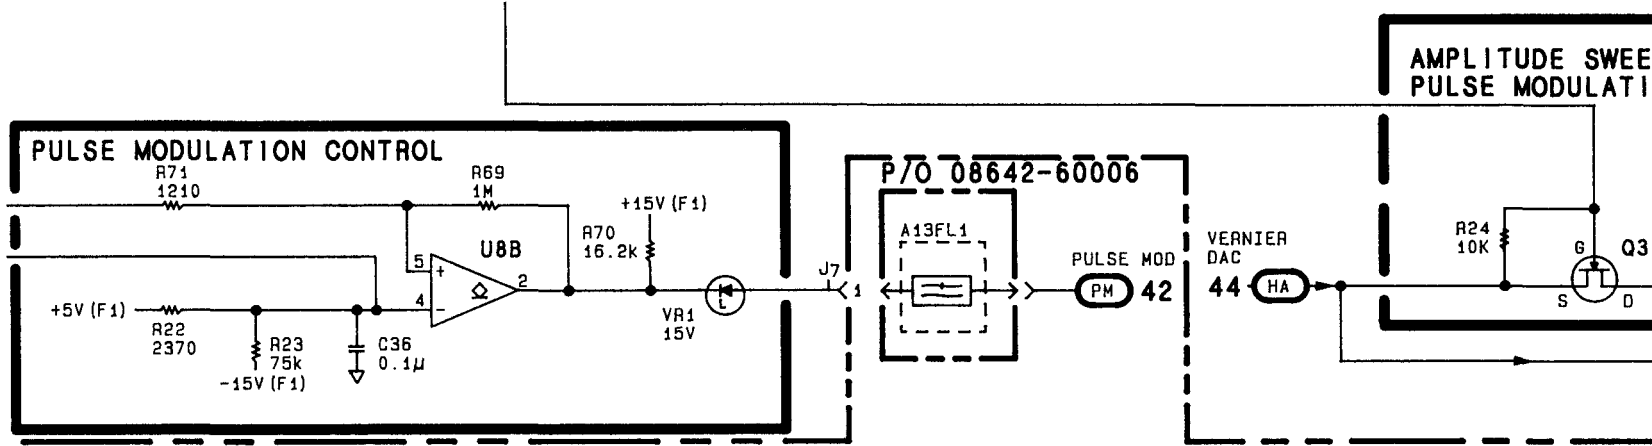 AMPLITUDE SWEE
PULSE MODULATI
PULSE MODULATION CONTROL
R71
1210
R69
1M
+15V (F1)
R70
16.2k
U8B
5
+
4
-
2
+5V (F1)
R22
2370
R23
75k
-15V (F1)
C36
0.1µ
L
VR1
15V
J7
1
P/O 08642-60006
A13FL1
PULSE MOD
PM 42
VERNIER
DAC
44 HA
R24
10K
G
Q3
S
D